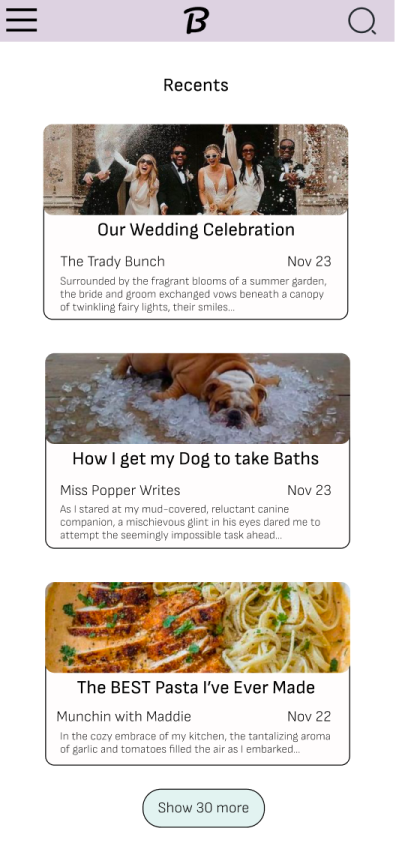 B
Recents
Our Wedding Celebration
The Trady Bunch Nov 23
Surrounded by the fragrant blooms of a summer garden,
the bride and groom exchanged vows beneath a canopy
of twinkling fairy lights, their smiles...
How I get my Dog to take Baths
Miss Popper Writes Nov 23
As I stared at my mud-covered, reluctant canine
companion, a mischievous glint in his eyes dared me to
attempt the seemingly impossible task ahead...
The BEST Pasta I’ve Ever Made
Munchin with Maddie Nov 22
In the cozy embrace of my kitchen, the tantalizing aroma
of garlic and tomatoes filled the air as I embarked...
Show 30 more